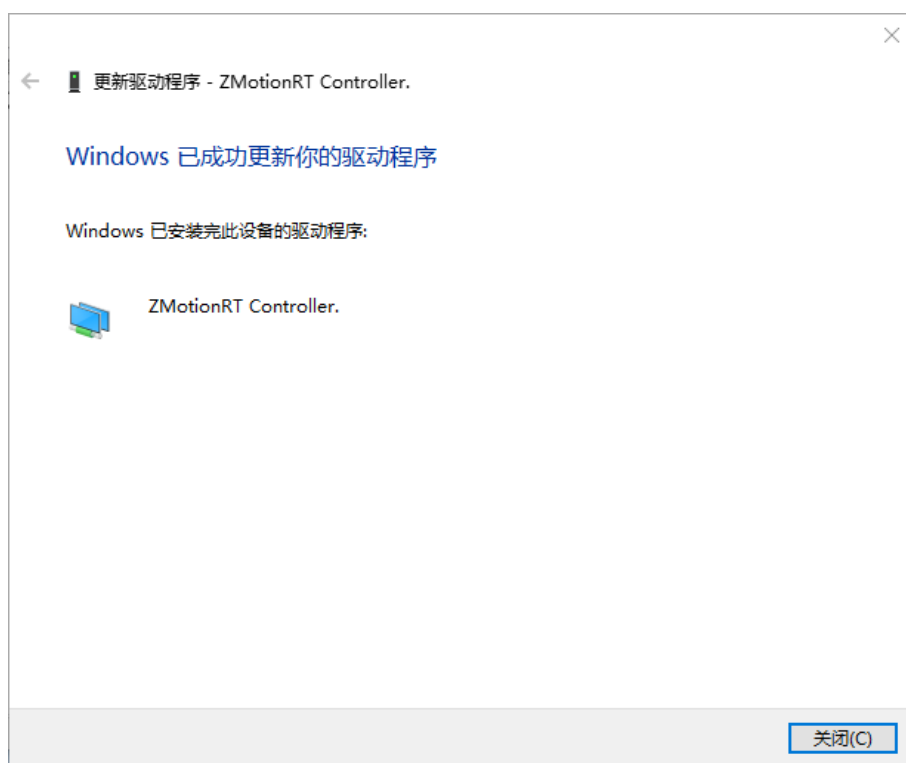 更新驱动程序 - ZMotionRT Controller.
Windows 已成功更新你的驱动程序
Windows 已安装完此设备的驱动程序:
ZMotionRT Controller.
关闭(C)